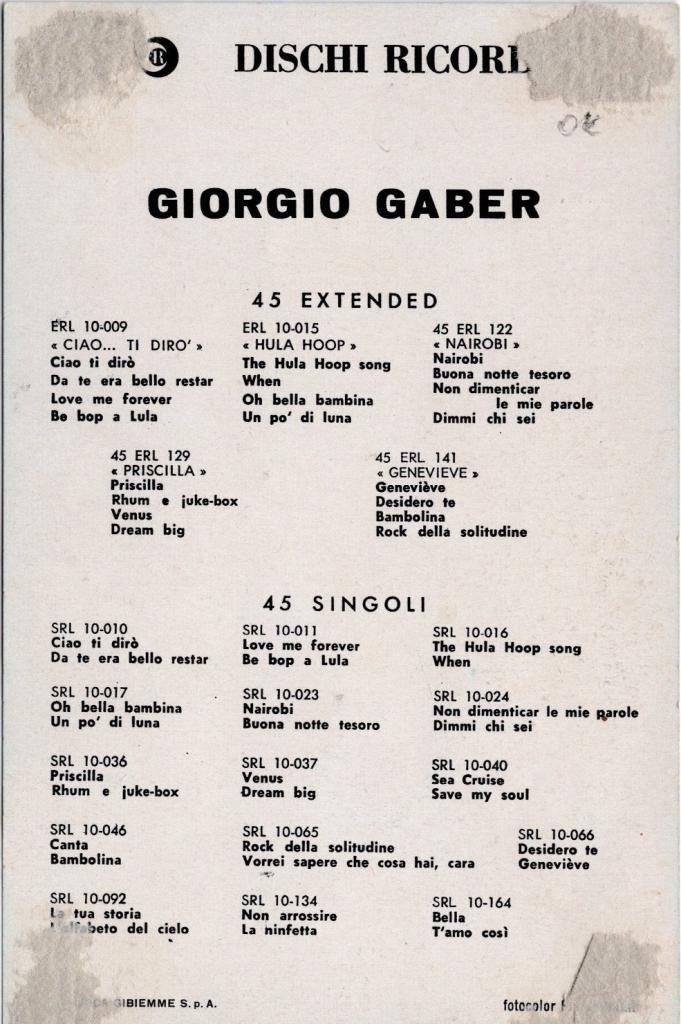 DISCHI RICORD
OK
GIORGIO GABER
45 EXTENDED
ERL 10-009
« CIAO... TI DIRO' »
Ciao ti dirò
Da te era bello restar
Love me forever
Be bop a Lula
ERL 10-015
« HULA HOOP »
The Hula Hoop song
When
Oh bella bambina
Un po' di luna
45 ERL 122
« NAIROBI »
Nairobi
Buona notte tesoro
Non dimenticar
le mie parole
Dimmi chi sei
45 ERL 129
« PRISCILLA »
Priscilla
Rhum e juke-box
Venus
Dream big
45 ERL 141
« GENEVIEVE »
Geneviève
Desidero te
Bambolina
Rock della solitudine
45 SINGOLI
SRL 10-010
Ciao ti dirò
Da te era bello restar
SRL 10-011
Love me forever
Be bop a Lula
SRL 10-016
The Hula Hoop song
When
SRL 10-017
Oh bella bambina
Un po' di luna
SRL 10-023
Nairobi
Buona notte tesoro
SRL 10-024
Non dimenticar le mie parole
Dimmi chi sei
SRL 10-036
Priscilla
Rhum e juke-box
SRL 10-037
Venus
Dream big
SRL 10-040
Sea Cruise
Save my soul
SRL 10-046
Canta
Bambolina
SRL 10-065
Rock della solitudine
Vorrei sapere che cosa hai, cara
SRL 10-066
Desidero te
Geneviève
SRL 10-092
La tua storia
L'alfabeto del cielo
SRL 10-134
Non arrossire
La ninfetta
SRL 10-164
Bella
T'amo così
GIBIEMME S.p.A.
fotocolor